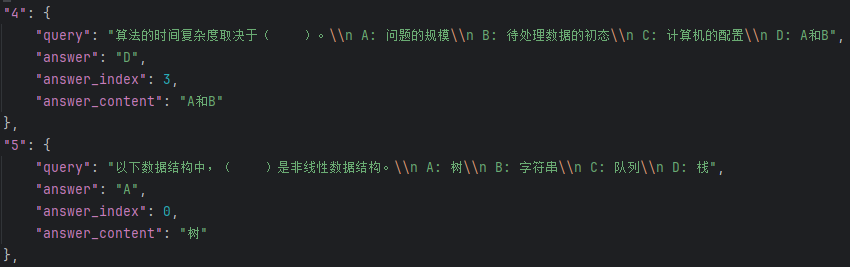 "4": {
"query": "算法的时间复杂度取决于（    ）。\\n A: 问题的规模\\n B: 待处理数据的初态\\n C: 计算机的配置\\n D: A和B",
"answer": "D",
"answer_index": 3,
"answer_content": "A和B"
},
"5": {
"query": "以下数据结构中，（    ）是非线性数据结构。\\n A: 树\\n B: 字符串\\n C: 队列\\n D: 栈",
"answer": "A",
"answer_index": 0,
"answer_content": "树"
},